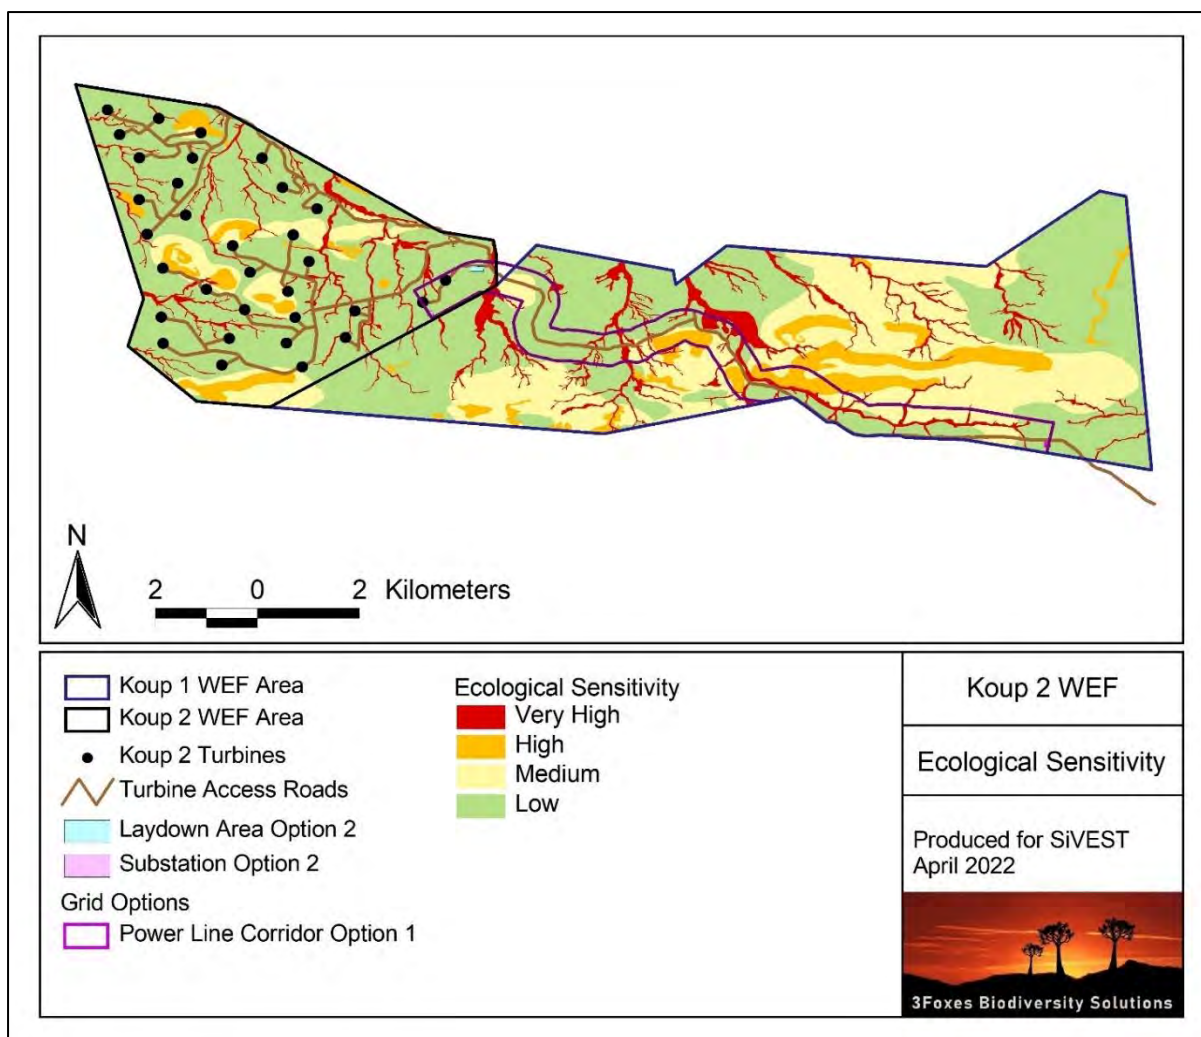 N
2 0 2 Kilometers
Koup 1 WEF Area
Koup 2 WEF Area
Koup 2 Turbines
Turbine Access Roads
Laydown Area Option 2
Substation Option 2
Grid Options
Power Line Corridor Option 1
Ecological Sensitivity
Very High
High
Medium
Low
Koup 2 WEF
Ecological Sensitivity
Produced for SiVEST
April 2022
3Foxes Biodiversity Solutions